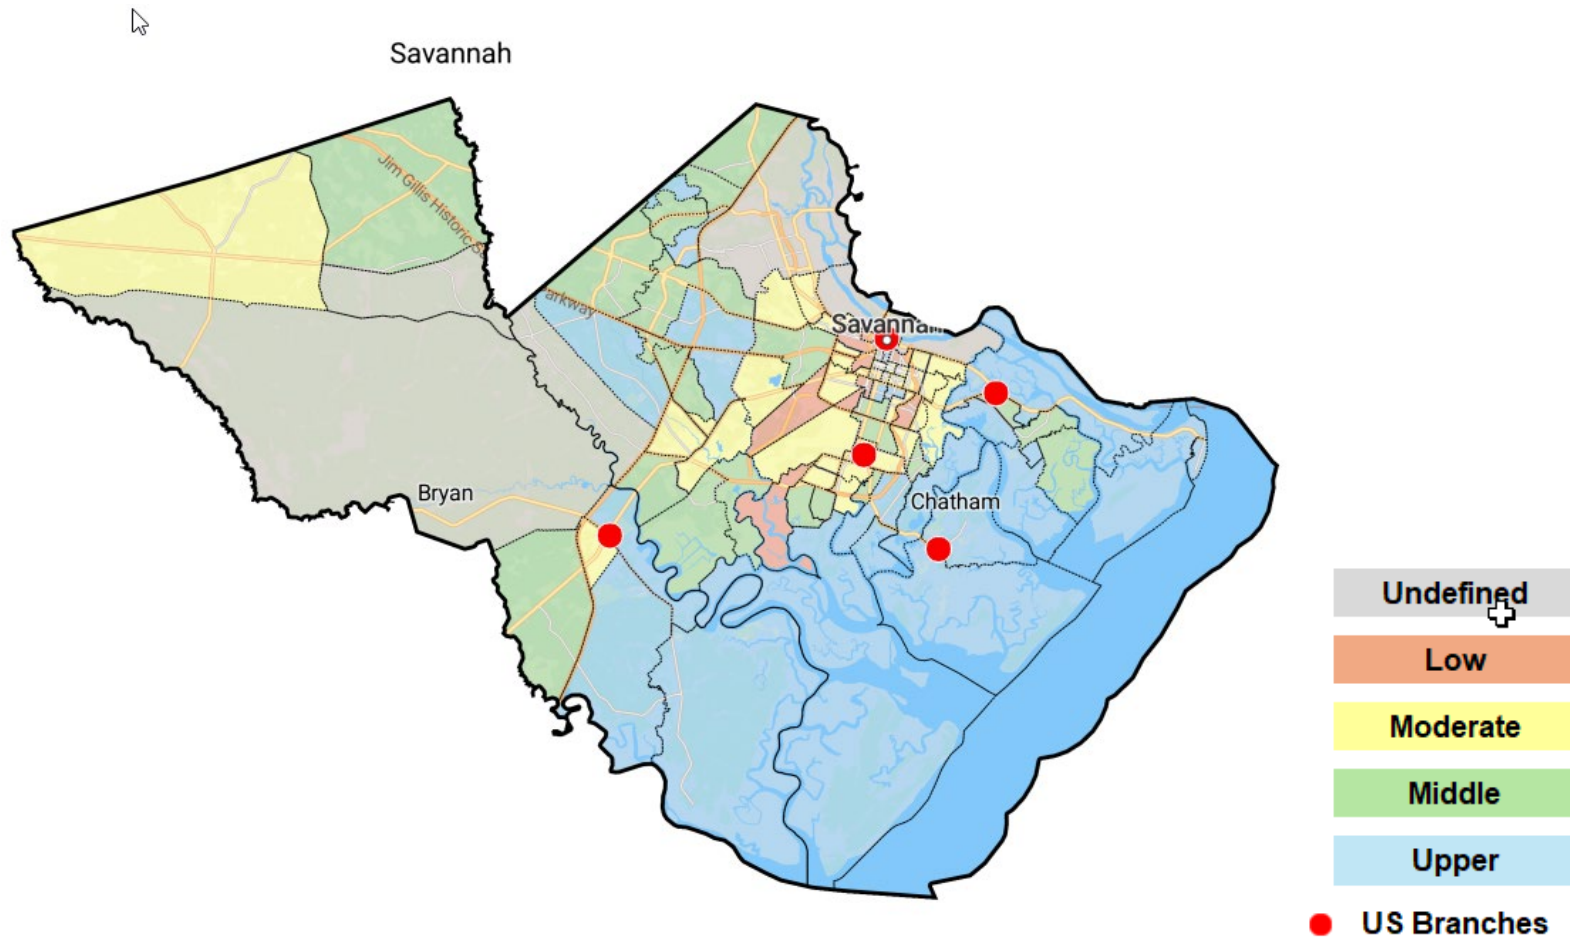 Savannah
Jim Gillis Historic S
arkway
Savannah
Bryan
Chatham
Undefined
Low
Moderate
Middle
Upper
US Branches